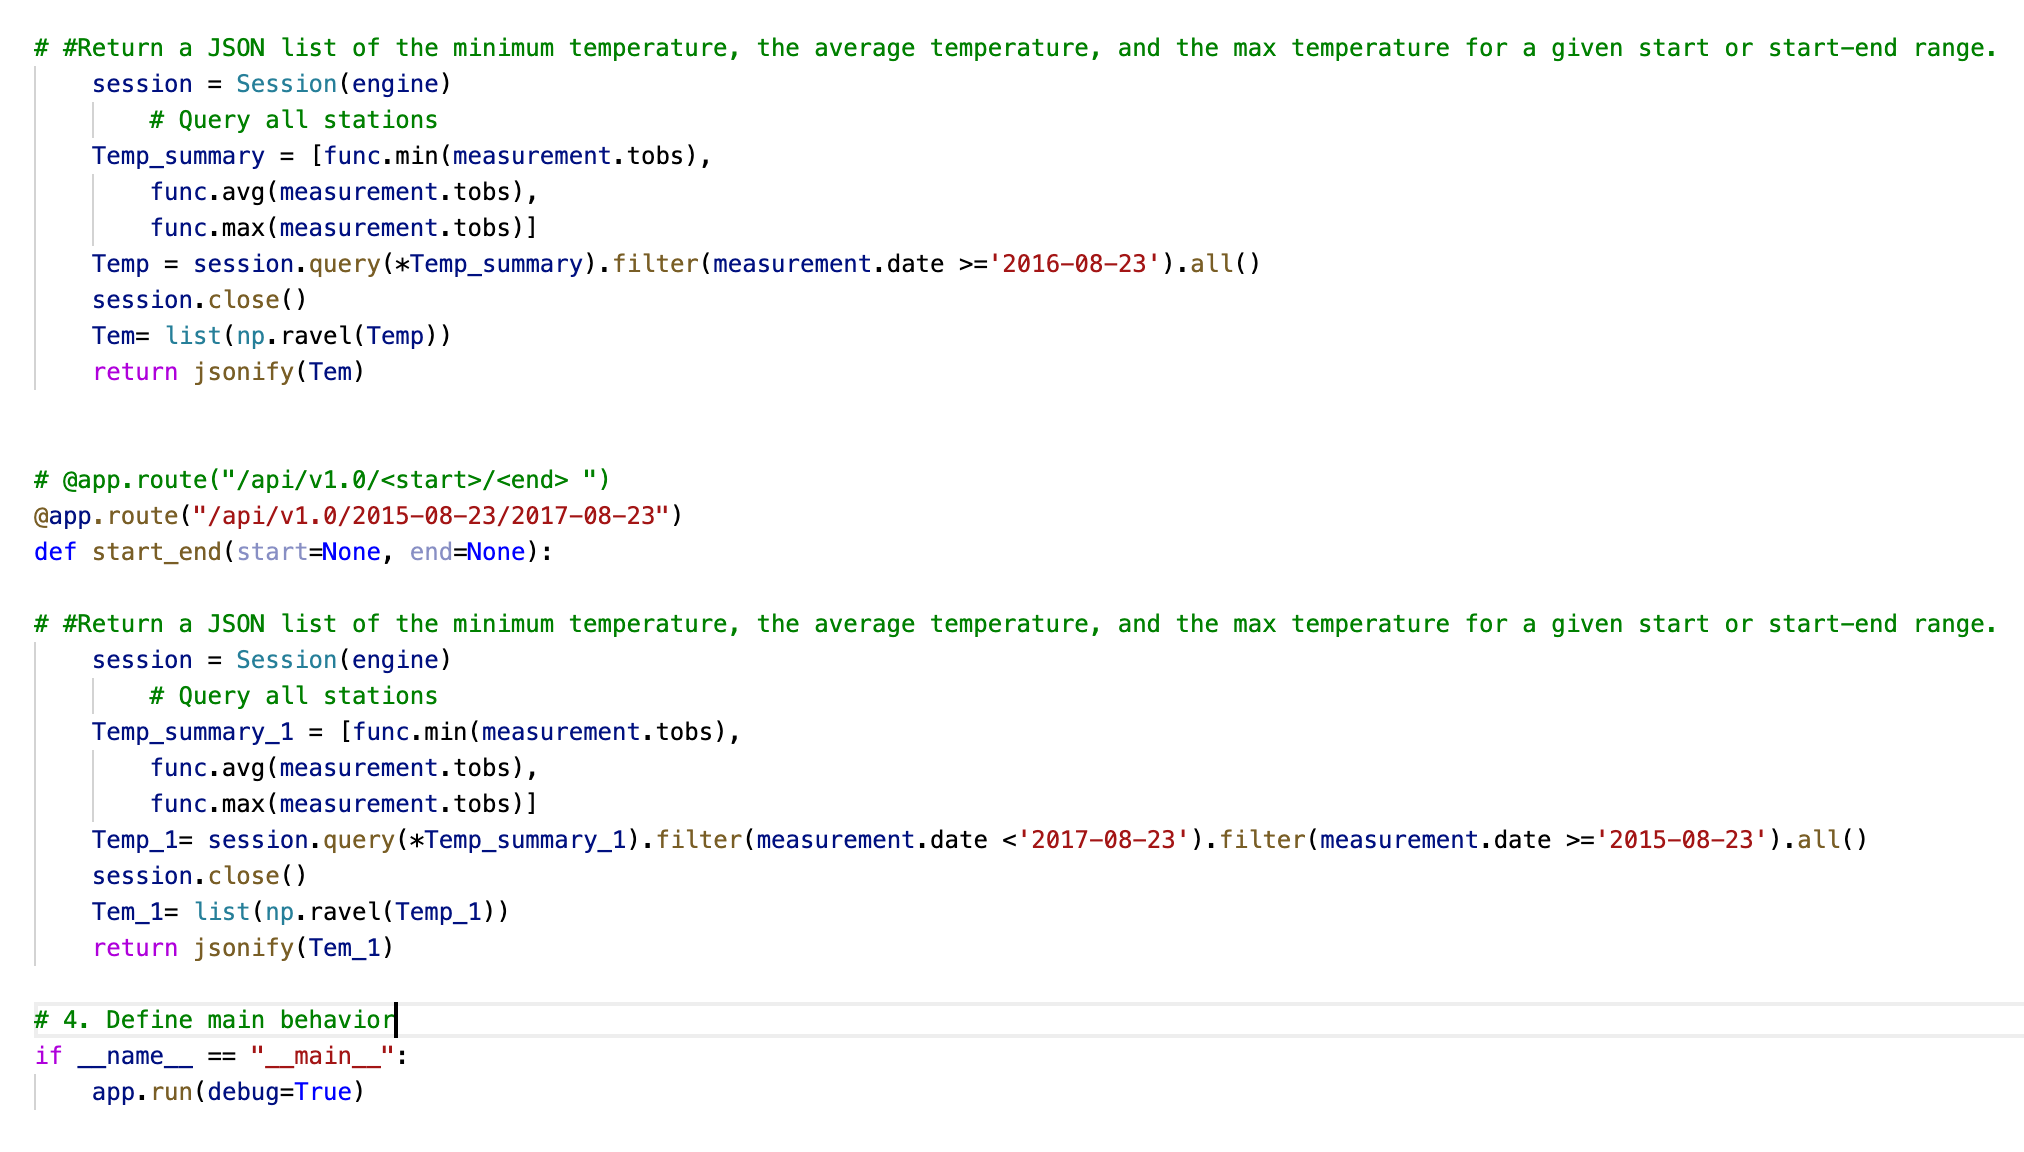 # #Return a JSON list of the minimum temperature, the average temperature, and the max temperature for a given start or start-end range.
    session = Session(engine)
        # Query all stations
    Temp_summary = [func.min(measurement.tobs),
        func.avg(measurement.tobs),
        func.max(measurement.tobs)]
    Temp = session.query(*Temp_summary).filter(measurement.date >='2016-08-23').all()
    session.close()
    Tem= list(np.ravel(Temp))
    return jsonify(Tem)
# @app.route("/api/v1.0/<start>/<end> ")
@app.route("/api/v1.0/2015-08-23/2017-08-23")
def start_end(start=None, end=None):
# #Return a JSON list of the minimum temperature, the average temperature, and the max temperature for a given start or start-end range.
    session = Session(engine)
        # Query all stations
    Temp_summary_1 = [func.min(measurement.tobs),
        func.avg(measurement.tobs),
        func.max(measurement.tobs)]
    Temp_1= session.query(*Temp_summary_1).filter(measurement.date <'2017-08-23').filter(measurement.date >='2015-08-23').all()
    session.close()
    Tem_1= list(np.ravel(Temp_1))
    return jsonify(Tem_1)
# 4. Define main behavior
if __name__ == "__main__":
    app.run(debug=True)